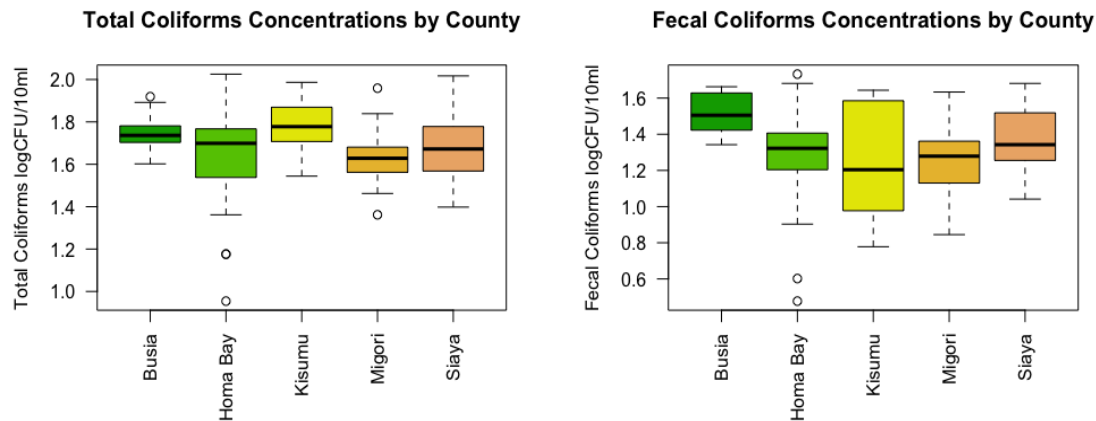 Total Coliforms Concentrations by County
Total Coliforms logCFU/10ml
2.0
1.8
1.6
1.4
1.2
1.0
Busia
Homa Bay
Kisumu
Migori
Siaya
Fecal Coliforms Concentrations by County
Fecal Coliforms logCFU/10ml
1.6
1.4
1.2
1.0
0.8
0.6
Busia
Homa Bay
Kisumu
Migori
Siaya